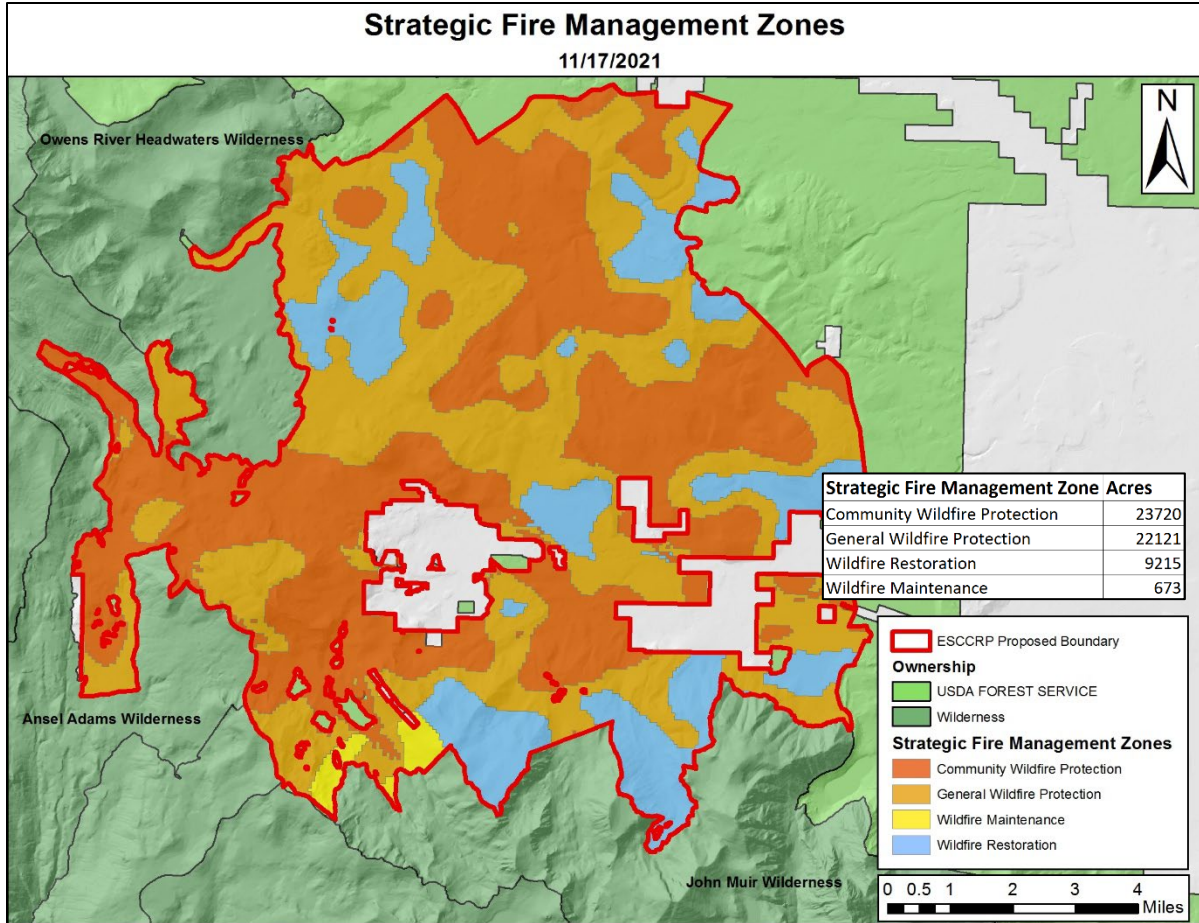 Strategic Fire Management Zones
11/17/2021
Owens River Headwaters Wilderness
N
Strategic Fire Management Zone Acres
Community Wildfire Protection 23720
General Wildfire Protection 22121
Wildfire Restoration 9215
Wildfire Maintenance 673
ESCCRP Proposed Boundary
Ownership
USDA FOREST SERVICE
Wilderness
Strategic Fire Management Zones
Community Wildfire Protection
General Wildfire Protection
Wildfire Maintenance
Wildfire Restoration
Ansel Adams Wilderness
John Muir Wilderness
0 0.5 1 2 3 4
Miles